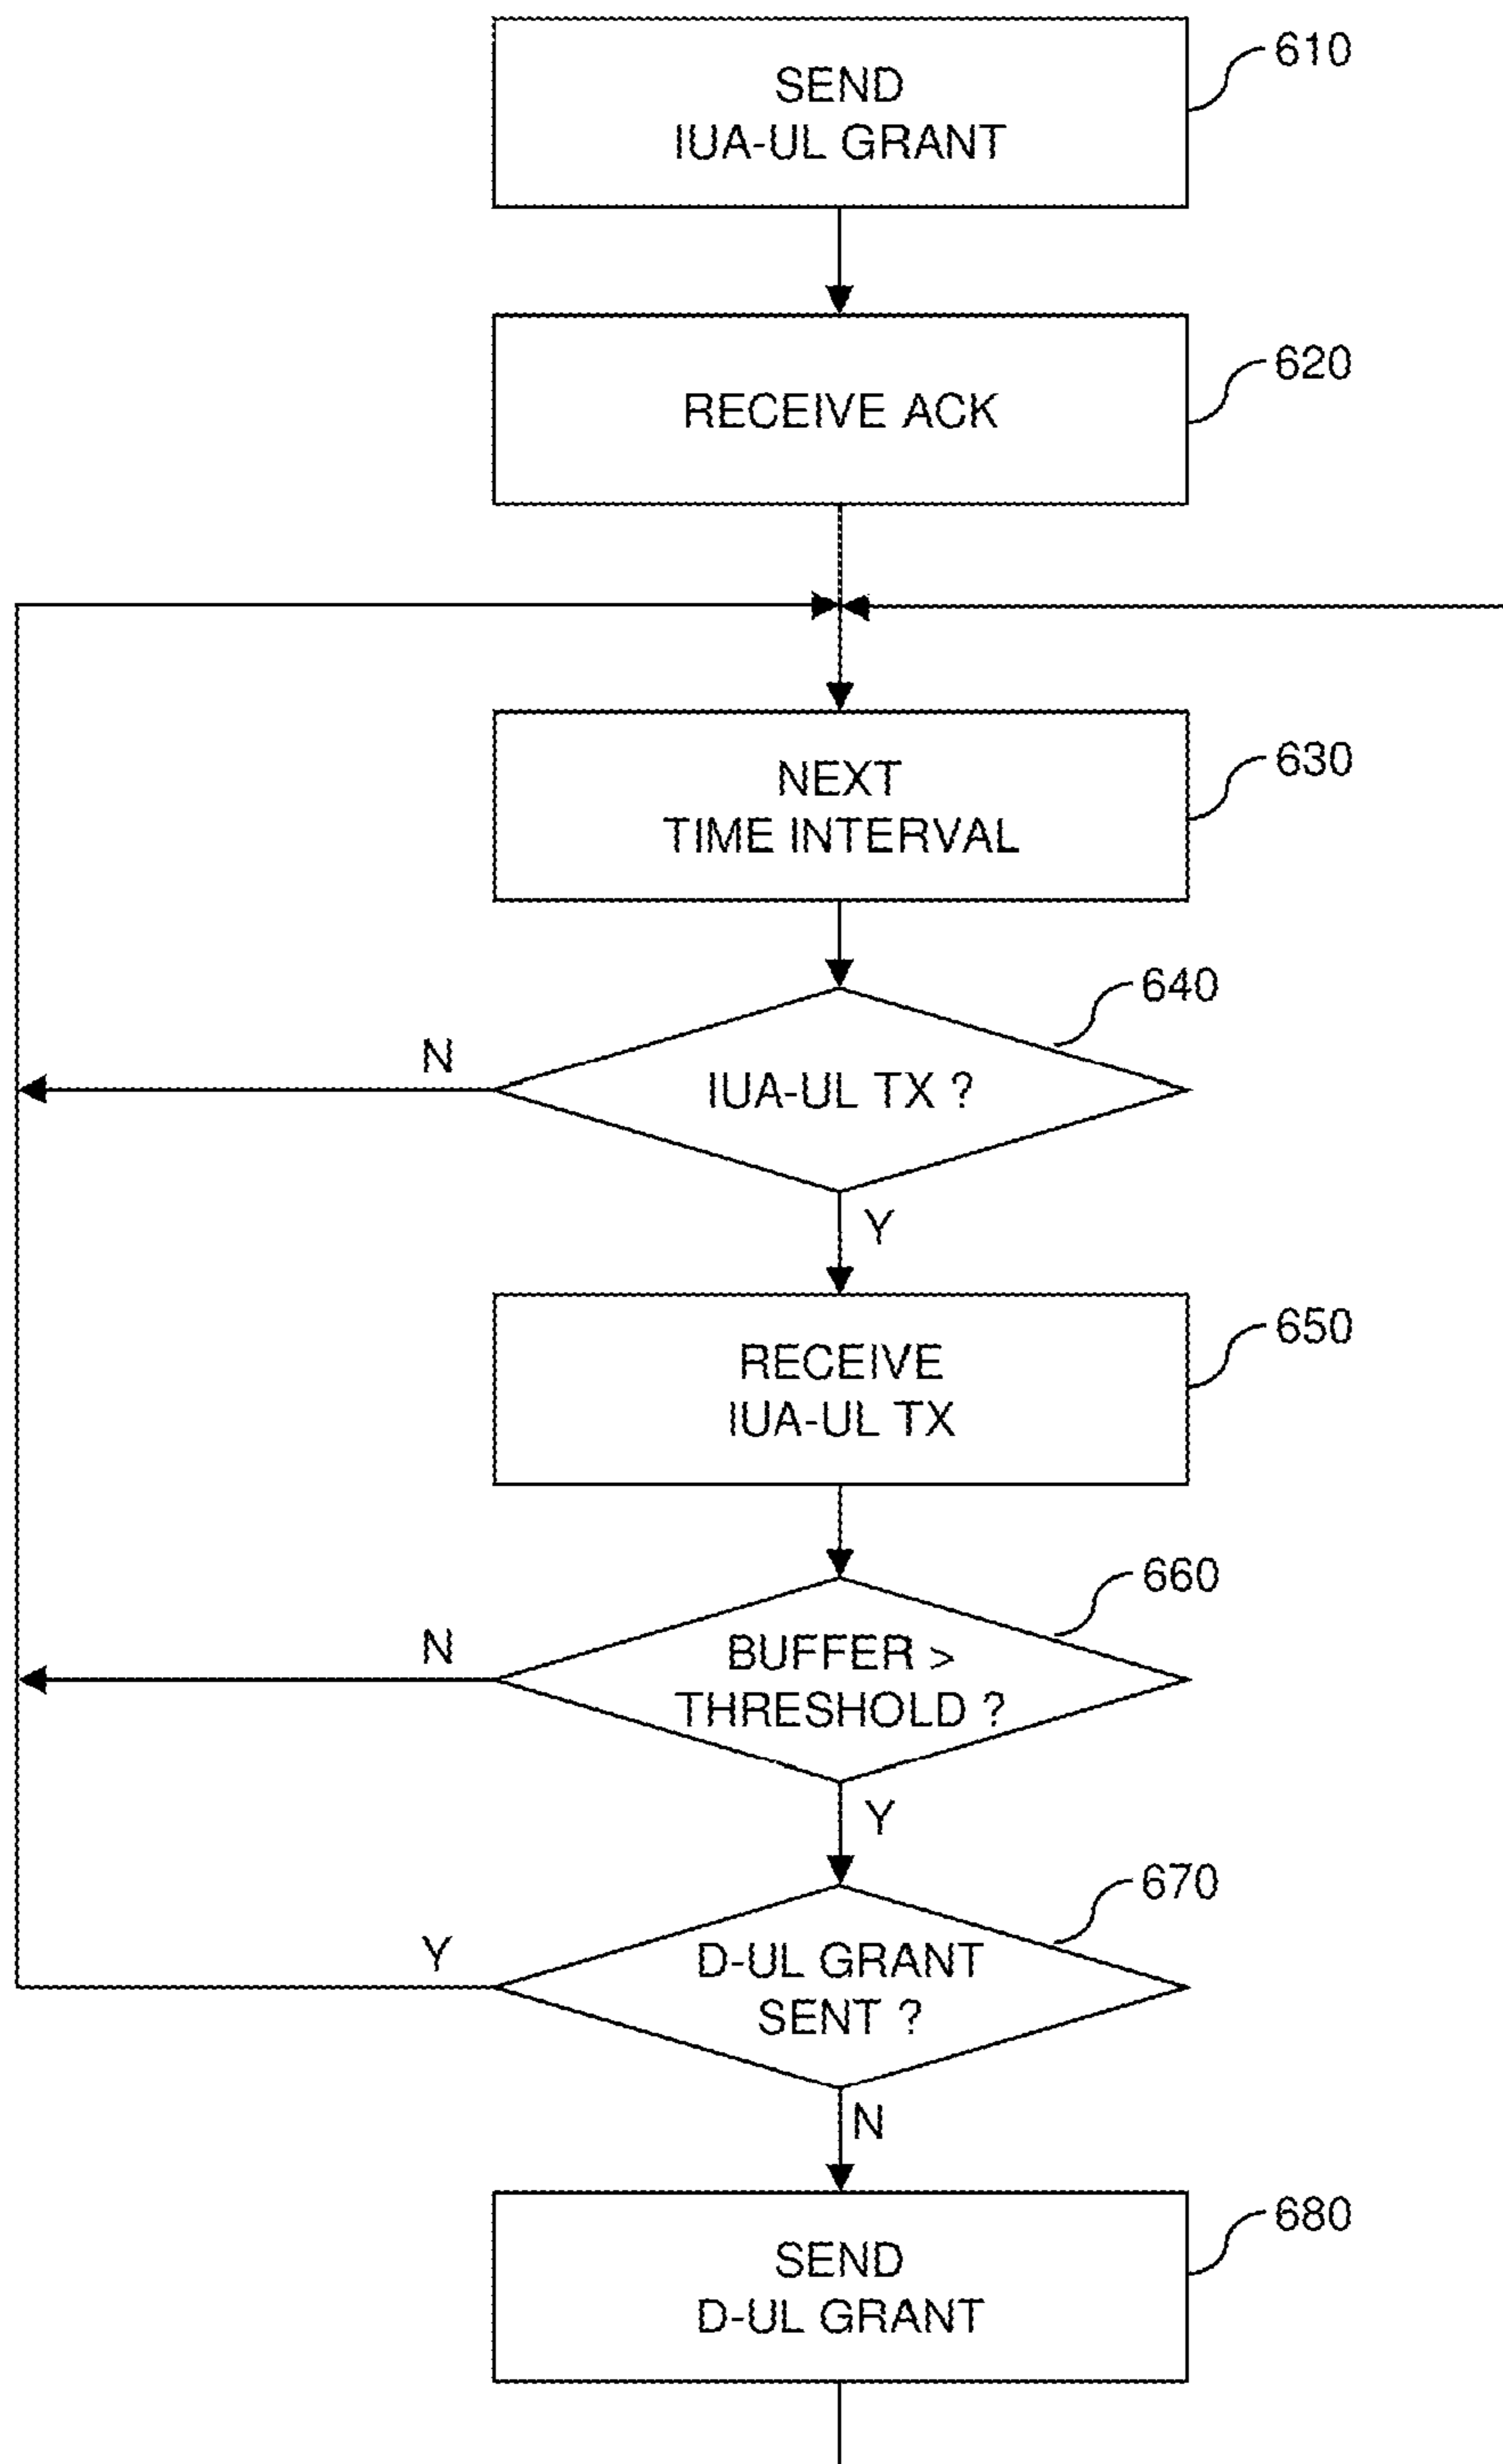 SEND
IUA-UL GRANT
610
RECEIVE ACK
620
NEXT
TIME INTERVAL
630
640
N
IUA-UL TX ?
Y
RECEIVE
IUA-UL TX
650
660
N
BUFFER >
THRESHOLD ?
Y
670
Y
D-UL GRANT
SENT ?
N
SEND
D-UL GRANT
680